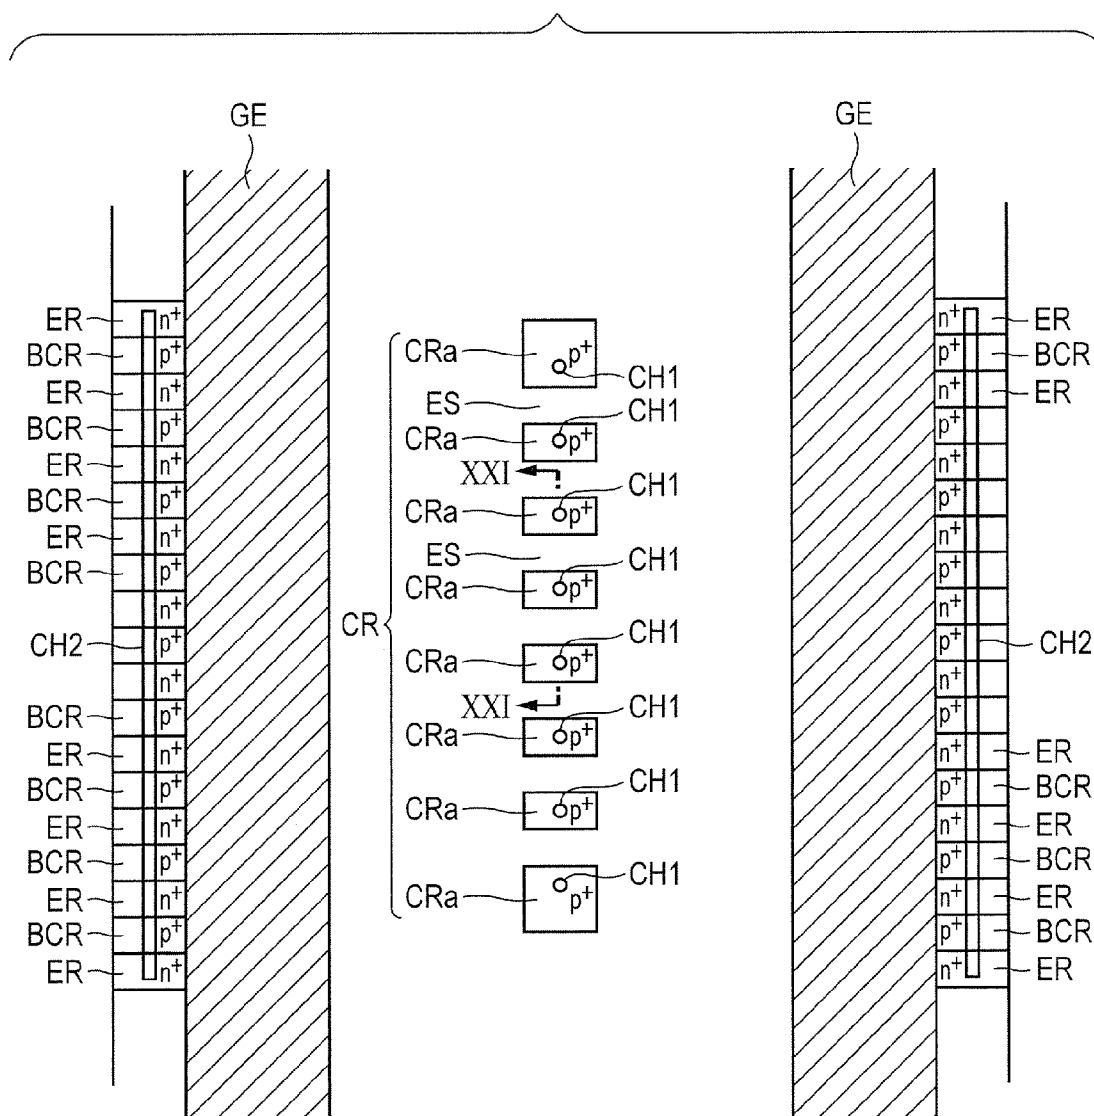 GE GE
ER n+ n+ ER
CRa p+
BCR p+ p+ BCR
CH1
ER n+ n+ ER
ES CH1
BCR p+ p+
CRa p+
ER n+ n+
XXI
BCR p+ p+ CH1
CRa p+
ER n+ n+
ES CH1
BCR p+ p+
CRa p+
n+ n+
CR CH1
CH2 p+ p+ CH2
CRa p+
n+ n+
XXI CH1
BCR p+ p+
CRa p+
ER n+ n+ ER
BCR p+ CH1 p+ BCR
CRa p+
ER n+ n+ ER
BCR p+ p+ BCR
CH1
ER n+ CRa p+ n+ ER
BCR p+ p+ BCR
ER n+ n+ ER